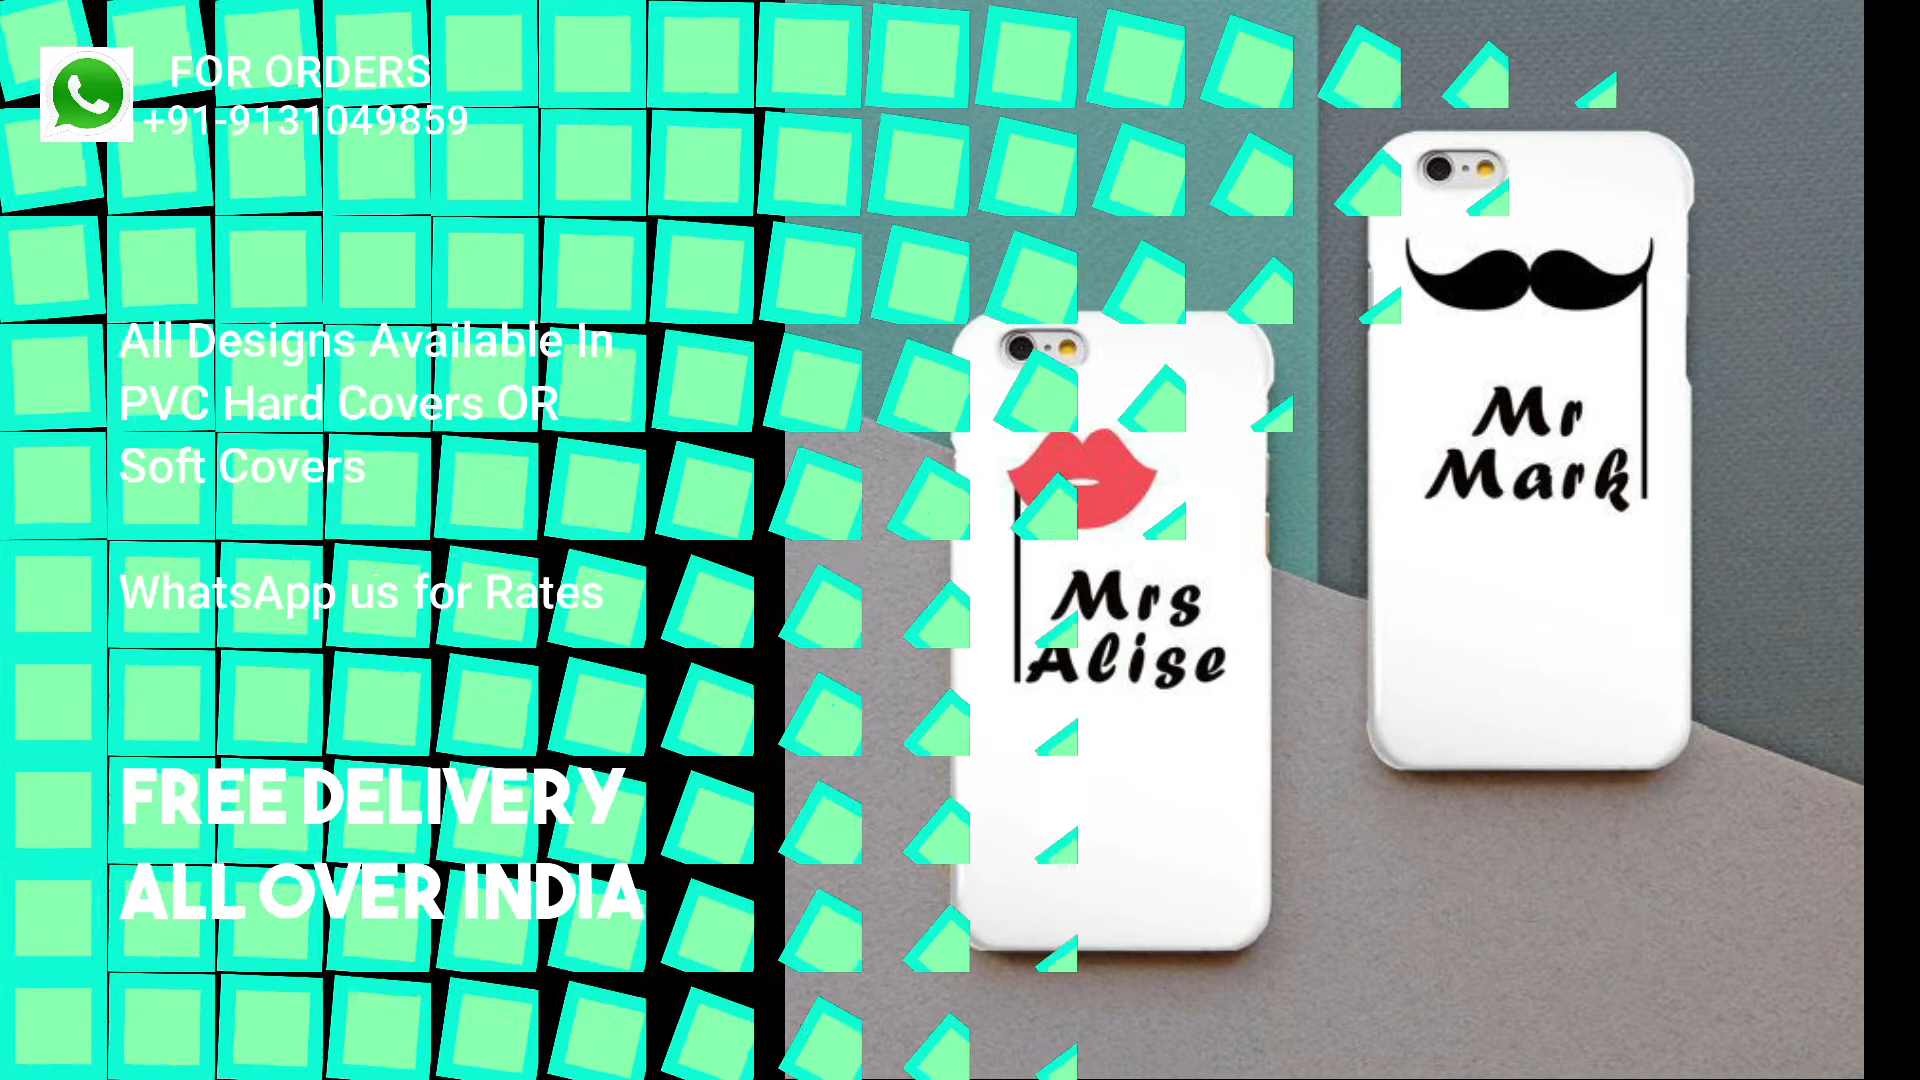 FOR ORDERS
+91-9131049859
All Designs Available In
PVC Hard Covers OR
Soft Covers
WhatsApp us for Rates
FREE DELIVERY
ALL OVER INDIA
Mrs
Alise
Mr
Mark